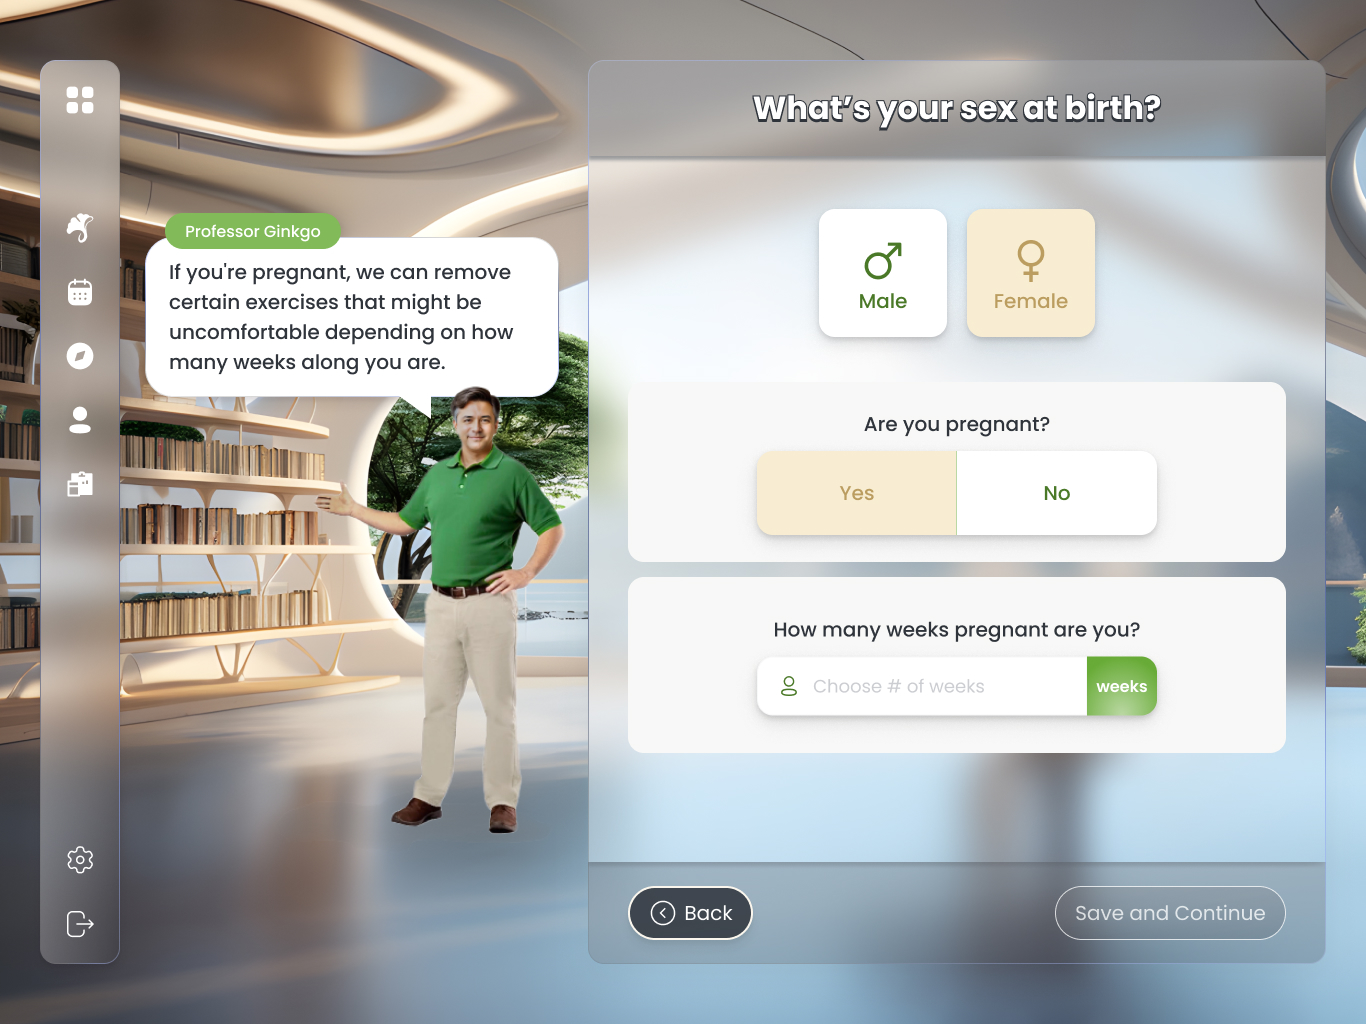 What's your sex at birth?
Professor Ginkgo
If you're pregnant, we can remove
certain exercises that might be
uncomfortable depending on how
many weeks along you are.
Male
Female
Are you pregnant?
Yes
No
How many weeks pregnant are you?
Choose # of weeks
weeks
Back
Save and Continue